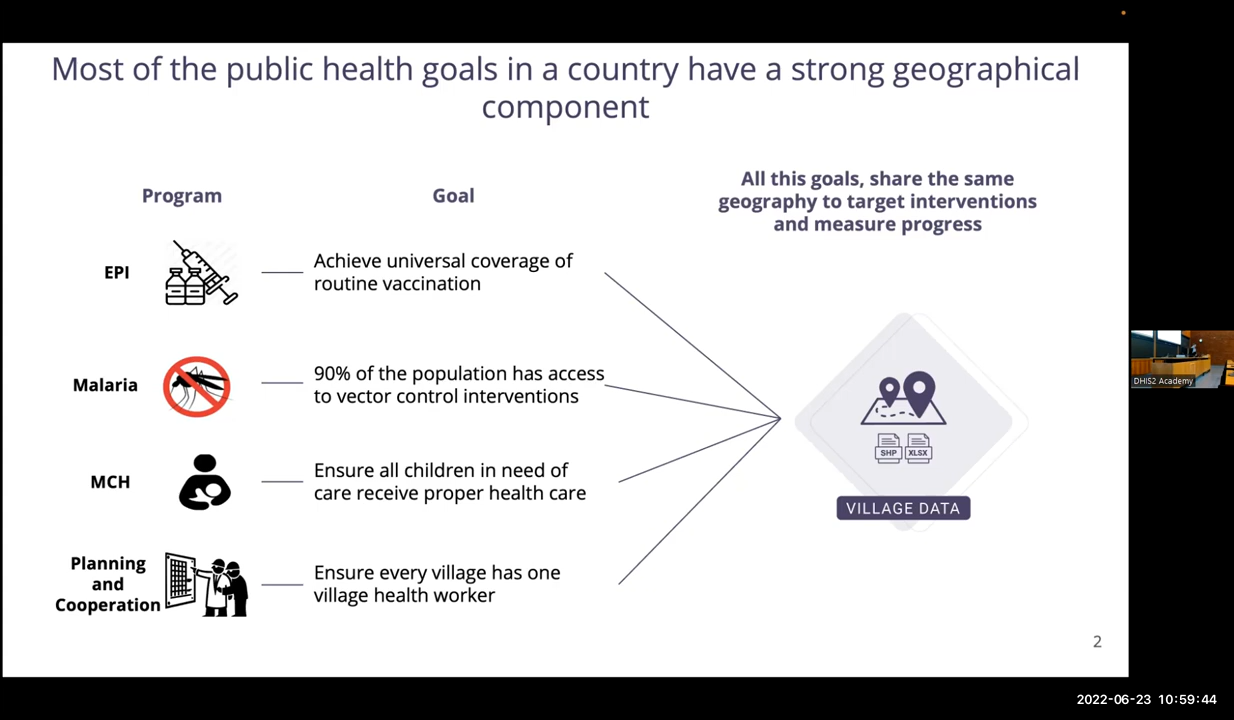 Most of the public health goals in a country have a strong geographical
component
Program
Goal
All this goals, share the same
geography to target interventions
and measure progress
EPI
Achieve universal coverage of
routine vaccination
Malaria
90% of the population has access
to vector control interventions
MCH
Ensure all children in need of
care receive proper health care
Planning
and
Cooperation
Ensure every village has one
village health worker
SHP
XLSX
VILLAGE DATA
2
DHIS2 Academy
2022-06-23 10:59:44